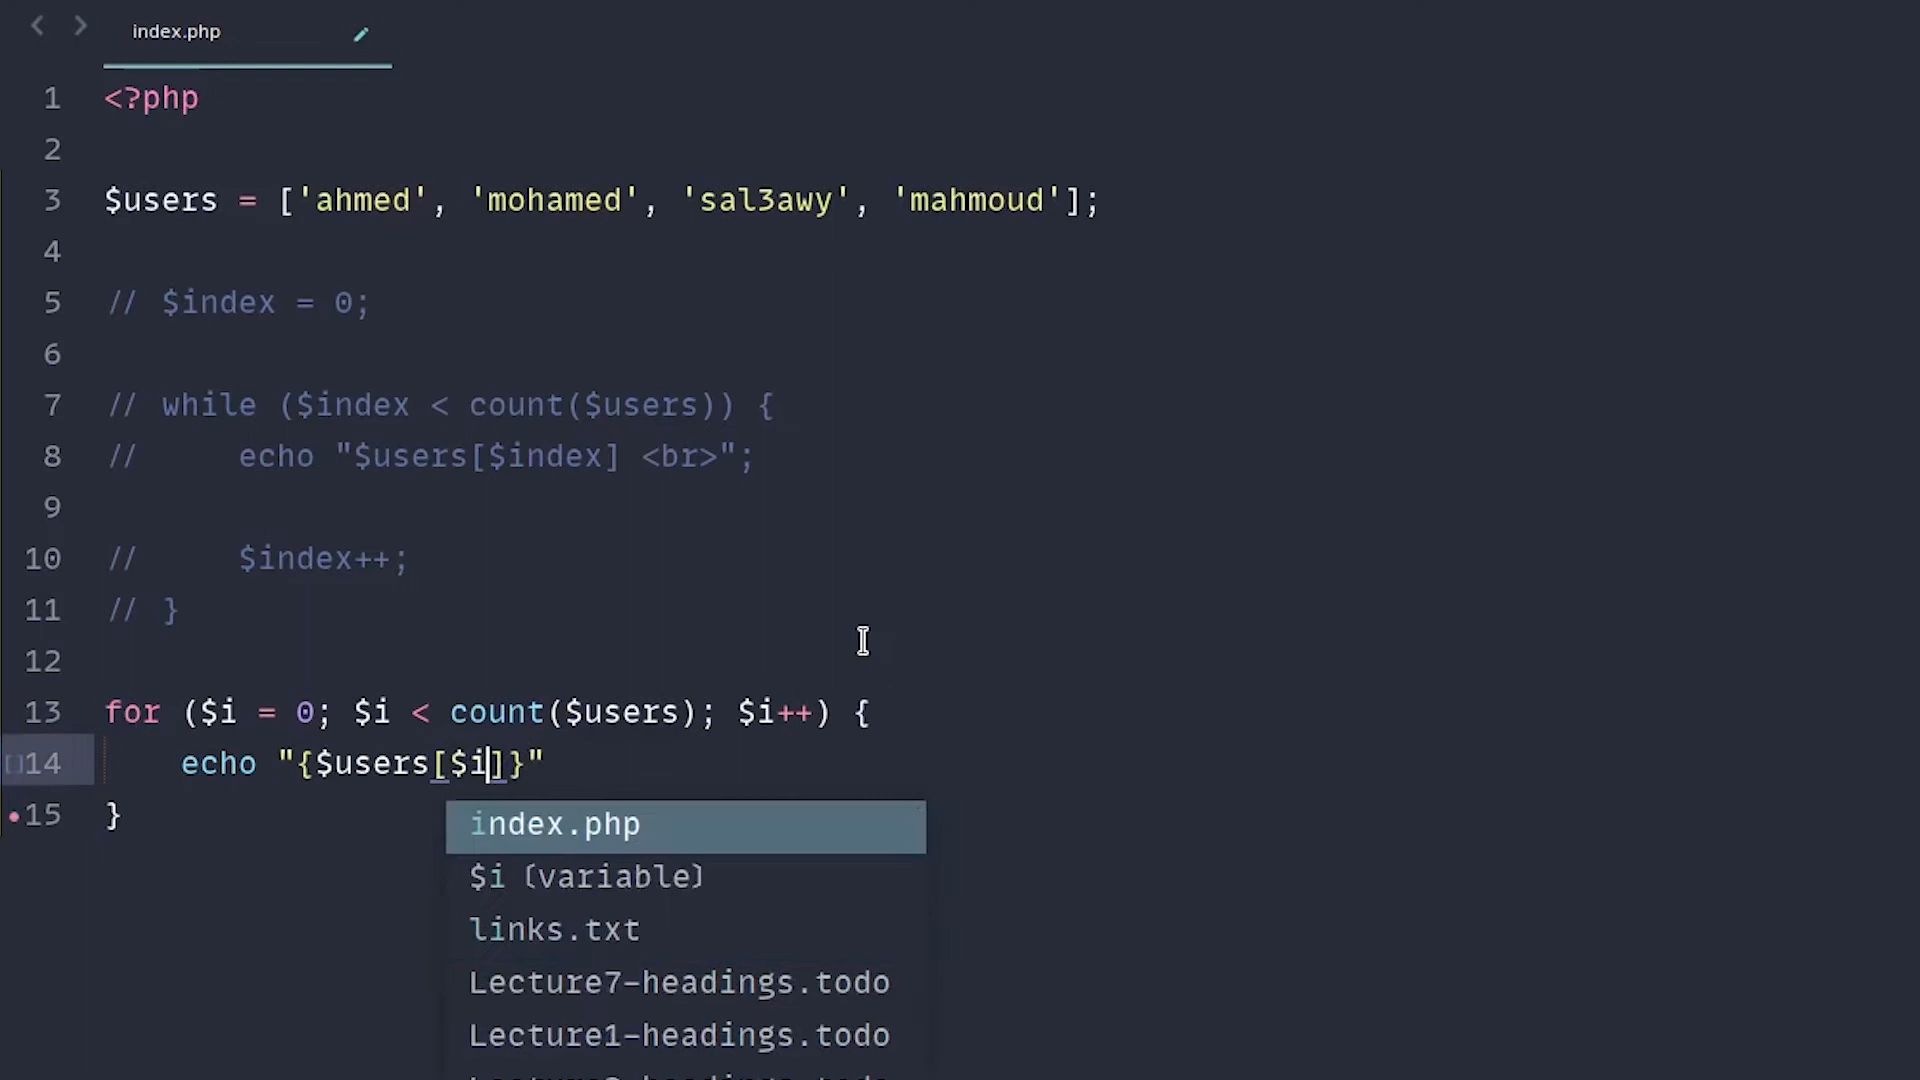 index.php
1 <?php
2
3 $users = ['ahmed', 'mohamed', 'sal3awy', 'mahmoud'];
4
5 // $index = 0;
6
7 // while ($index < count($users)) {
8 //     echo "$users[$index] <br>";
9
10 //     $index++;
11 // }
12
13 for ($i = 0; $i < count($users); $i++) {
14     echo "{$users[$i]}"
15 }
index.php
$i (variable)
links.txt
Lecture7-headings.todo
Lecture1-headings.todo